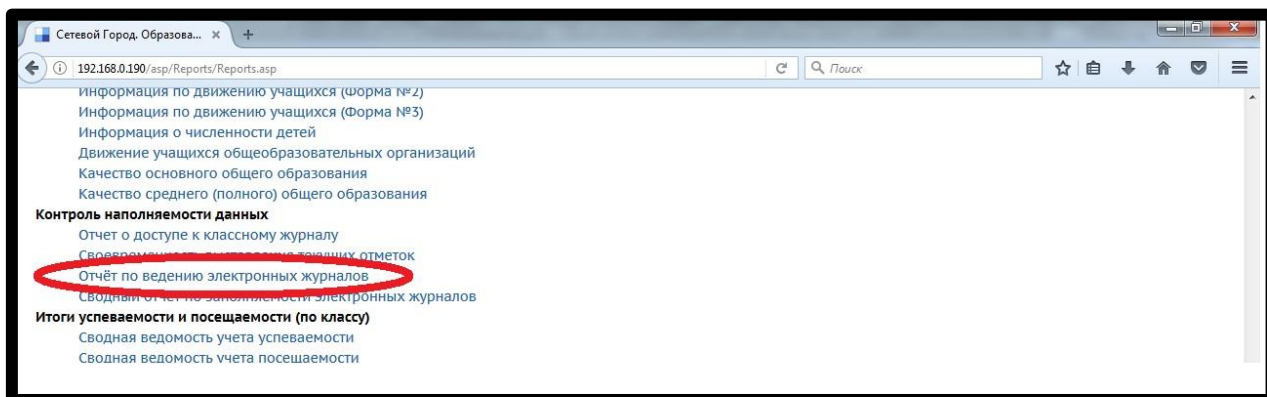 Сетевой Город. Образова...
192.168.0.190/asp/Reports/Reports.asp
Поиск
Информация по движению учащихся (Форма №2)
Информация по движению учащихся (Форма №3)
Информация о численности детей
Движение учащихся общеобразовательных организаций
Качество основного общего образования
Качество среднего (полного) общего образования
Контроль наполняемости данных
Отчет о доступе к классному журналу
Своевременность выставления текущих отметок
Отчёт по ведению электронных журналов
Сводный отчет по заполняемости электронных журналов
Итоги успеваемости и посещаемости (по классу)
Сводная ведомость учета успеваемости
Сводная ведомость учета посещаемости